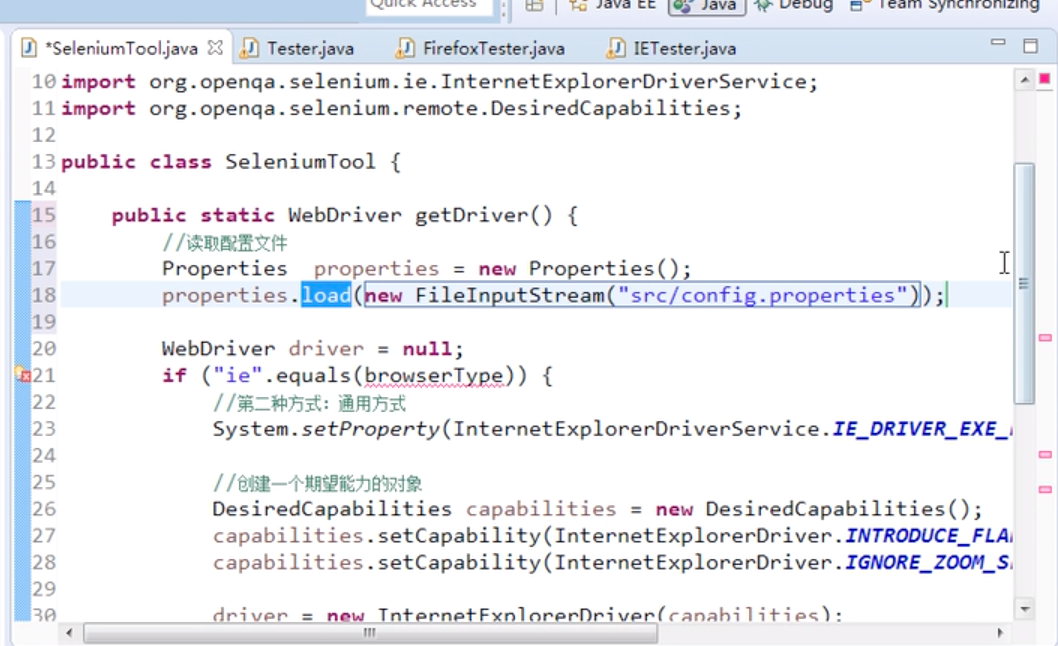 Quick Access
Java EE
Java
Debug
Team Synchronizing
*SeleniumTool.java
Tester.java
FirefoxTester.java
IETester.java
10 import org.openqa.selenium.ie.InternetExplorerDriverService;
11 import org.openqa.selenium.remote.DesiredCapabilities;
12
13 public class SeleniumTool {
14
15 public static WebDriver getDriver() {
16 //读取配置文件
17 Properties properties = new Properties();
18 properties.load(new FileInputStream("src/config.properties"));
19
20 WebDriver driver = null;
21 if ("ie".equals(browserType)) {
22 //第二种方式：通用方式
23 System.setProperty(InternetExplorerDriverService.IE_DRIVER_EXE_
24
25 //创建一个期望能力的对象
26 DesiredCapabilities capabilities = new DesiredCapabilities();
27 capabilities.setCapability(InternetExplorerDriver.INTRODUCE_FLA
28 capabilities.setCapability(InternetExplorerDriver.IGNORE_ZOOM_S
29
30 driver = new InternetExplorerDriver(capabilities);